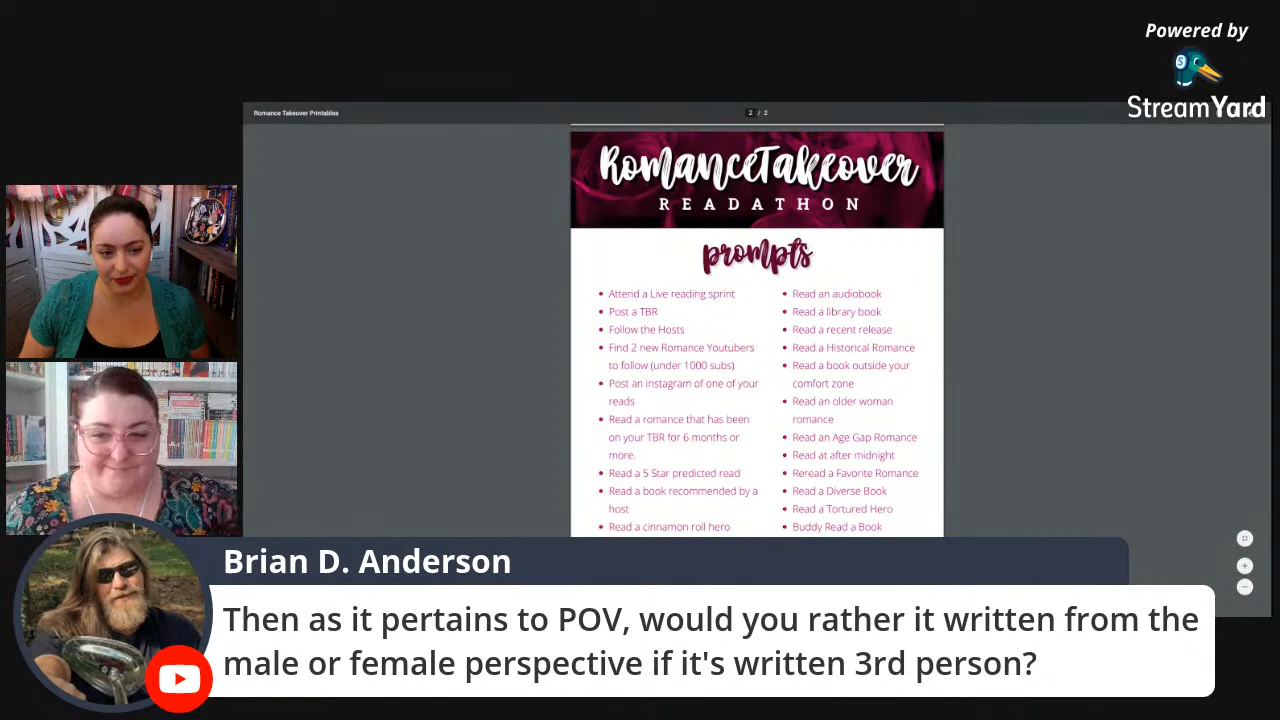 Powered by
StreamYard
Romance Takeover Printables
2 / 2
RomanceTakeover
READATHON
prompts
• Attend a Live reading sprint
• Post a TBR
• Follow the Hosts
• Find 2 new Romance Youtubers
to follow (under 1000 subs)
• Post an instagram of one of your
reads
• Read a romance that has been
on your TBR for 6 months or
more.
• Read a 5 Star predicted read
• Read a book recommended by a
host
• Read a cinnamon roll hero
• Read an audiobook
• Read a library book
• Read a recent release
• Read a Historical Romance
• Read a book outside your
comfort zone
• Read an older woman
romance
• Read an Age Gap Romance
• Read at after midnight
• Reread a Favorite Romance
• Read a Diverse Book
• Read a Tortured Hero
• Buddy Read a Book
Brian D. Anderson
Then as it pertains to POV, would you rather it written from the
male or female perspective if it's written 3rd person?